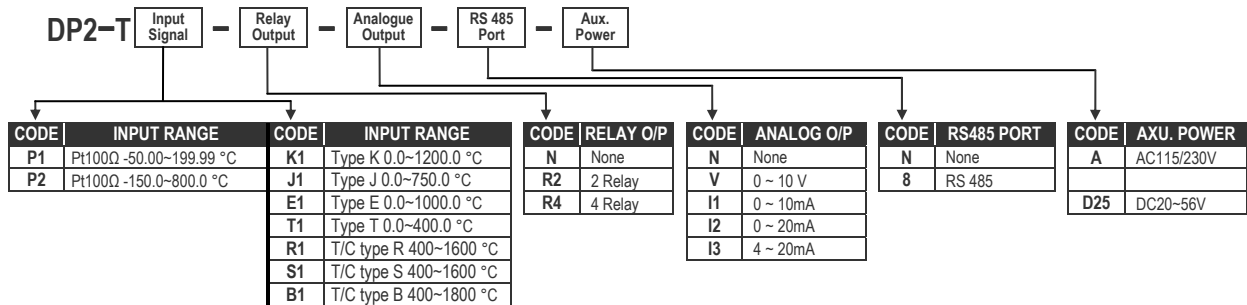 DP2-T Input Signal - Relay Output - Analogue Output - RS 485 Port - Aux. Power
CODE INPUT RANGE CODE INPUT RANGE CODE RELAY O/P CODE ANALOG O/P CODE RS485 PORT CODE AXU. POWER
P1 Pt100Ω -50.00~199.99 °C K1 Type K 0.0~1200.0 °C N None N None N None A AC115/230V
P2 Pt100Ω -150.0~800.0 °C J1 Type J 0.0~750.0 °C R2 2 Relay V 0 ~ 10 V 8 RS 485
E1 Type E 0.0~1000.0 °C R4 4 Relay I1 0 ~ 10mA D25 DC20~56V
T1 Type T 0.0~400.0 °C I2 0 ~ 20mA
R1 T/C type R 400~1600 °C I3 4 ~ 20mA
S1 T/C type S 400~1600 °C
B1 T/C type B 400~1800 °C